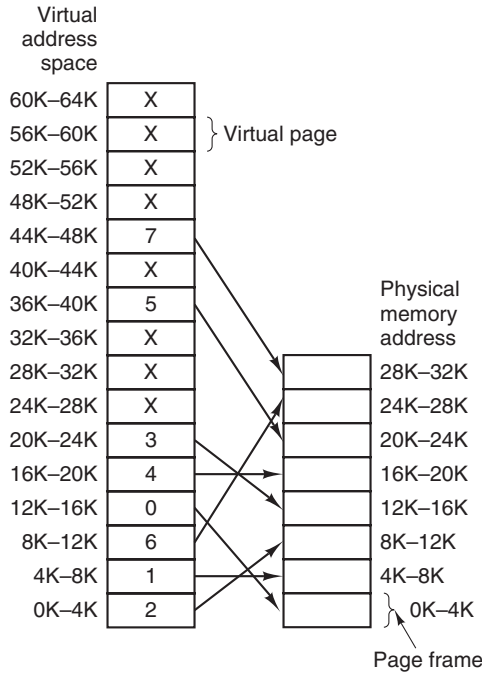 Virtual
address
space
60K–64K X
56K–60K X Virtual page
52K–56K X
48K–52K X
44K–48K 7
40K–44K X
36K–40K 5
32K–36K X
28K–32K X
24K–28K X
20K–24K 3
16K–20K 4
12K–16K 0
8K–12K 6
4K–8K 1
0K–4K 2
Physical
memory
address
28K–32K
24K–28K
20K–24K
16K–20K
12K–16K
8K–12K
4K–8K
0K–4K
Page frame